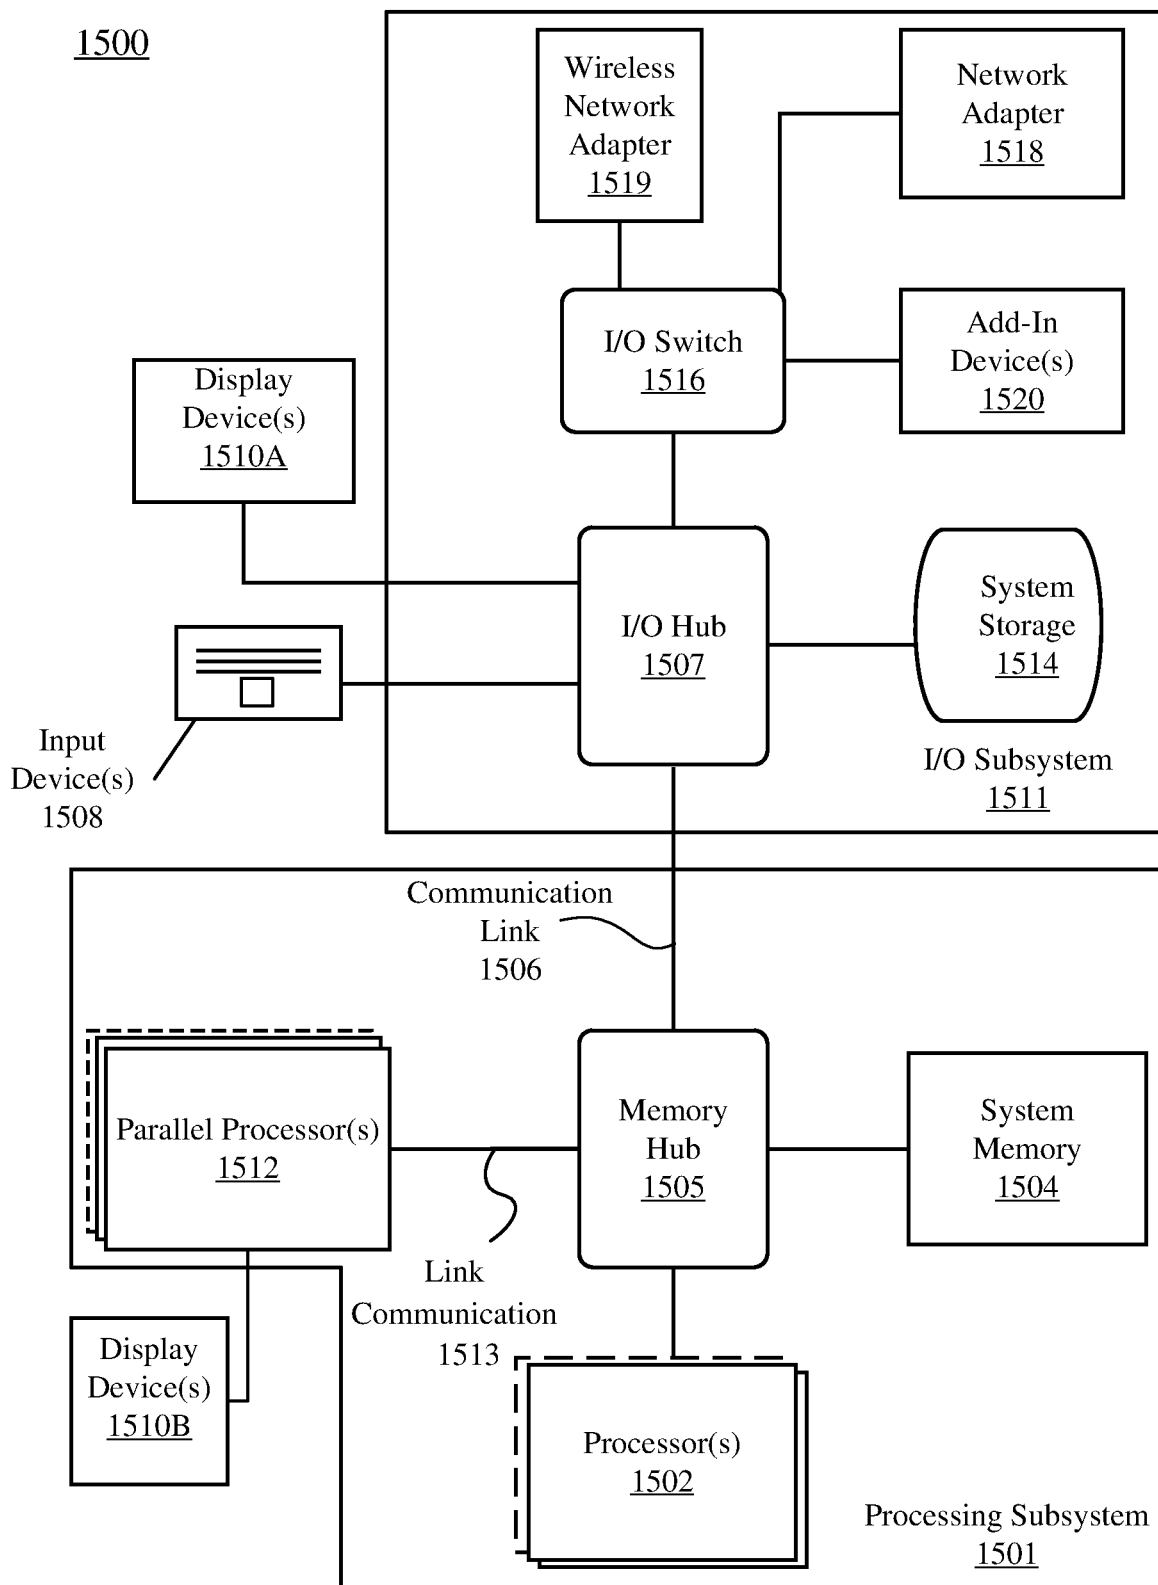 1500
Wireless
Network
Adapter
1519
Network
Adapter
1518
I/O Switch
1516
Add-In
Device(s)
1520
Display
Device(s)
1510A
I/O Hub
1507
System
Storage
1514
Input
Device(s)
1508
I/O Subsystem
1511
Communication
Link
1506
Parallel Processor(s)
1512
Memory
Hub
1505
System
Memory
1504
Link
Communication
1513
Display
Device(s)
1510B
Processor(s)
1502
Processing Subsystem
1501